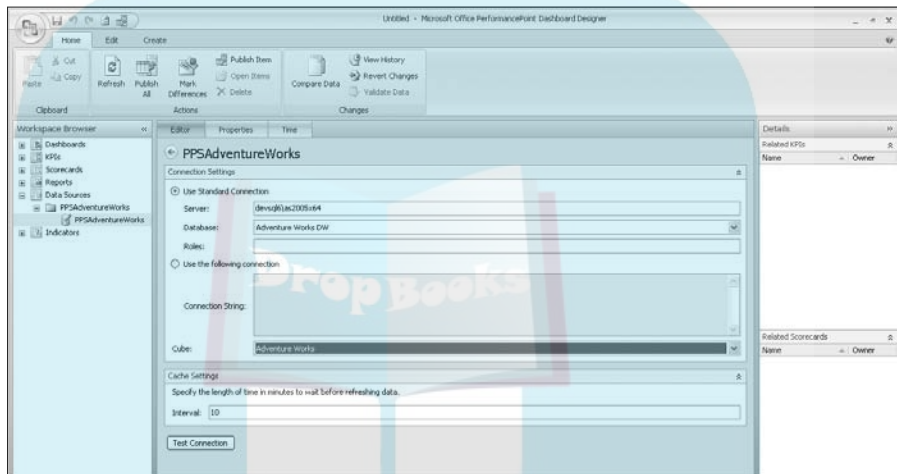 Untitled - Microsoft Office PerformancePoint Dashboard Designer
Home Edit Create
Paste
Cut
Copy
Clipboard
Refresh
Publish All
Mark Differences
Publish Item
Open Items
Delete
Actions
Compare Data
View History
Revert Changes
Validate Data
Changes
Workspace Browser
Dashboards
KPIs
Scorecards
Reports
Data Sources
PPSAdventureWorks
PPSAdventureWorks
Indicators
Editor Properties Time
PPSAdventureWorks
Connection Settings
Use Standard Connection
Server: devsql6\as2005x64
Database: Adventure Works DW
Roles:
Use the following connection
Connection String:
Cube: Adventure Works
Cache Settings
Specify the length of time in minutes to wait before refreshing data.
Interval: 10
Test Connection
Details
Related KPIs
Name Owner
Related Scorecards
Name Owner
DropBooks